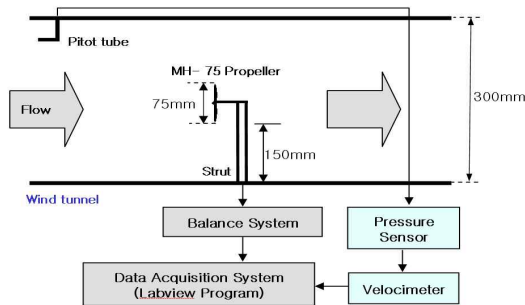 Pitot tube
MH- 75 Propeller
75mm
300mm
Flow
150mm
Strut
Wind tunnel
Balance System
Pressure
Sensor
Data Acquisition System
(Labview Program)
Velocimeter